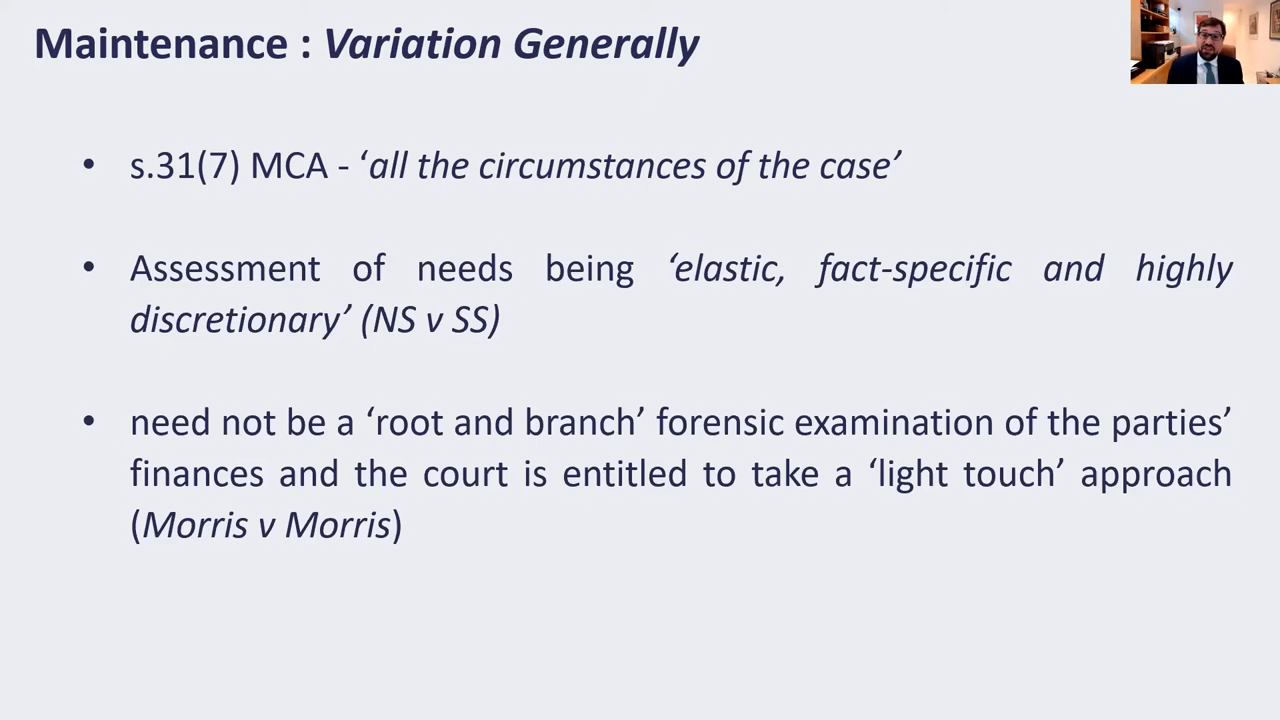 Maintenance : Variation Generally
• s.31(7) MCA - ‘all the circumstances of the case’
• Assessment of needs being ‘elastic, fact-specific and highly
discretionary’ (NS v SS)
• need not be a ‘root and branch’ forensic examination of the parties’
finances and the court is entitled to take a ‘light touch’ approach
(Morris v Morris)